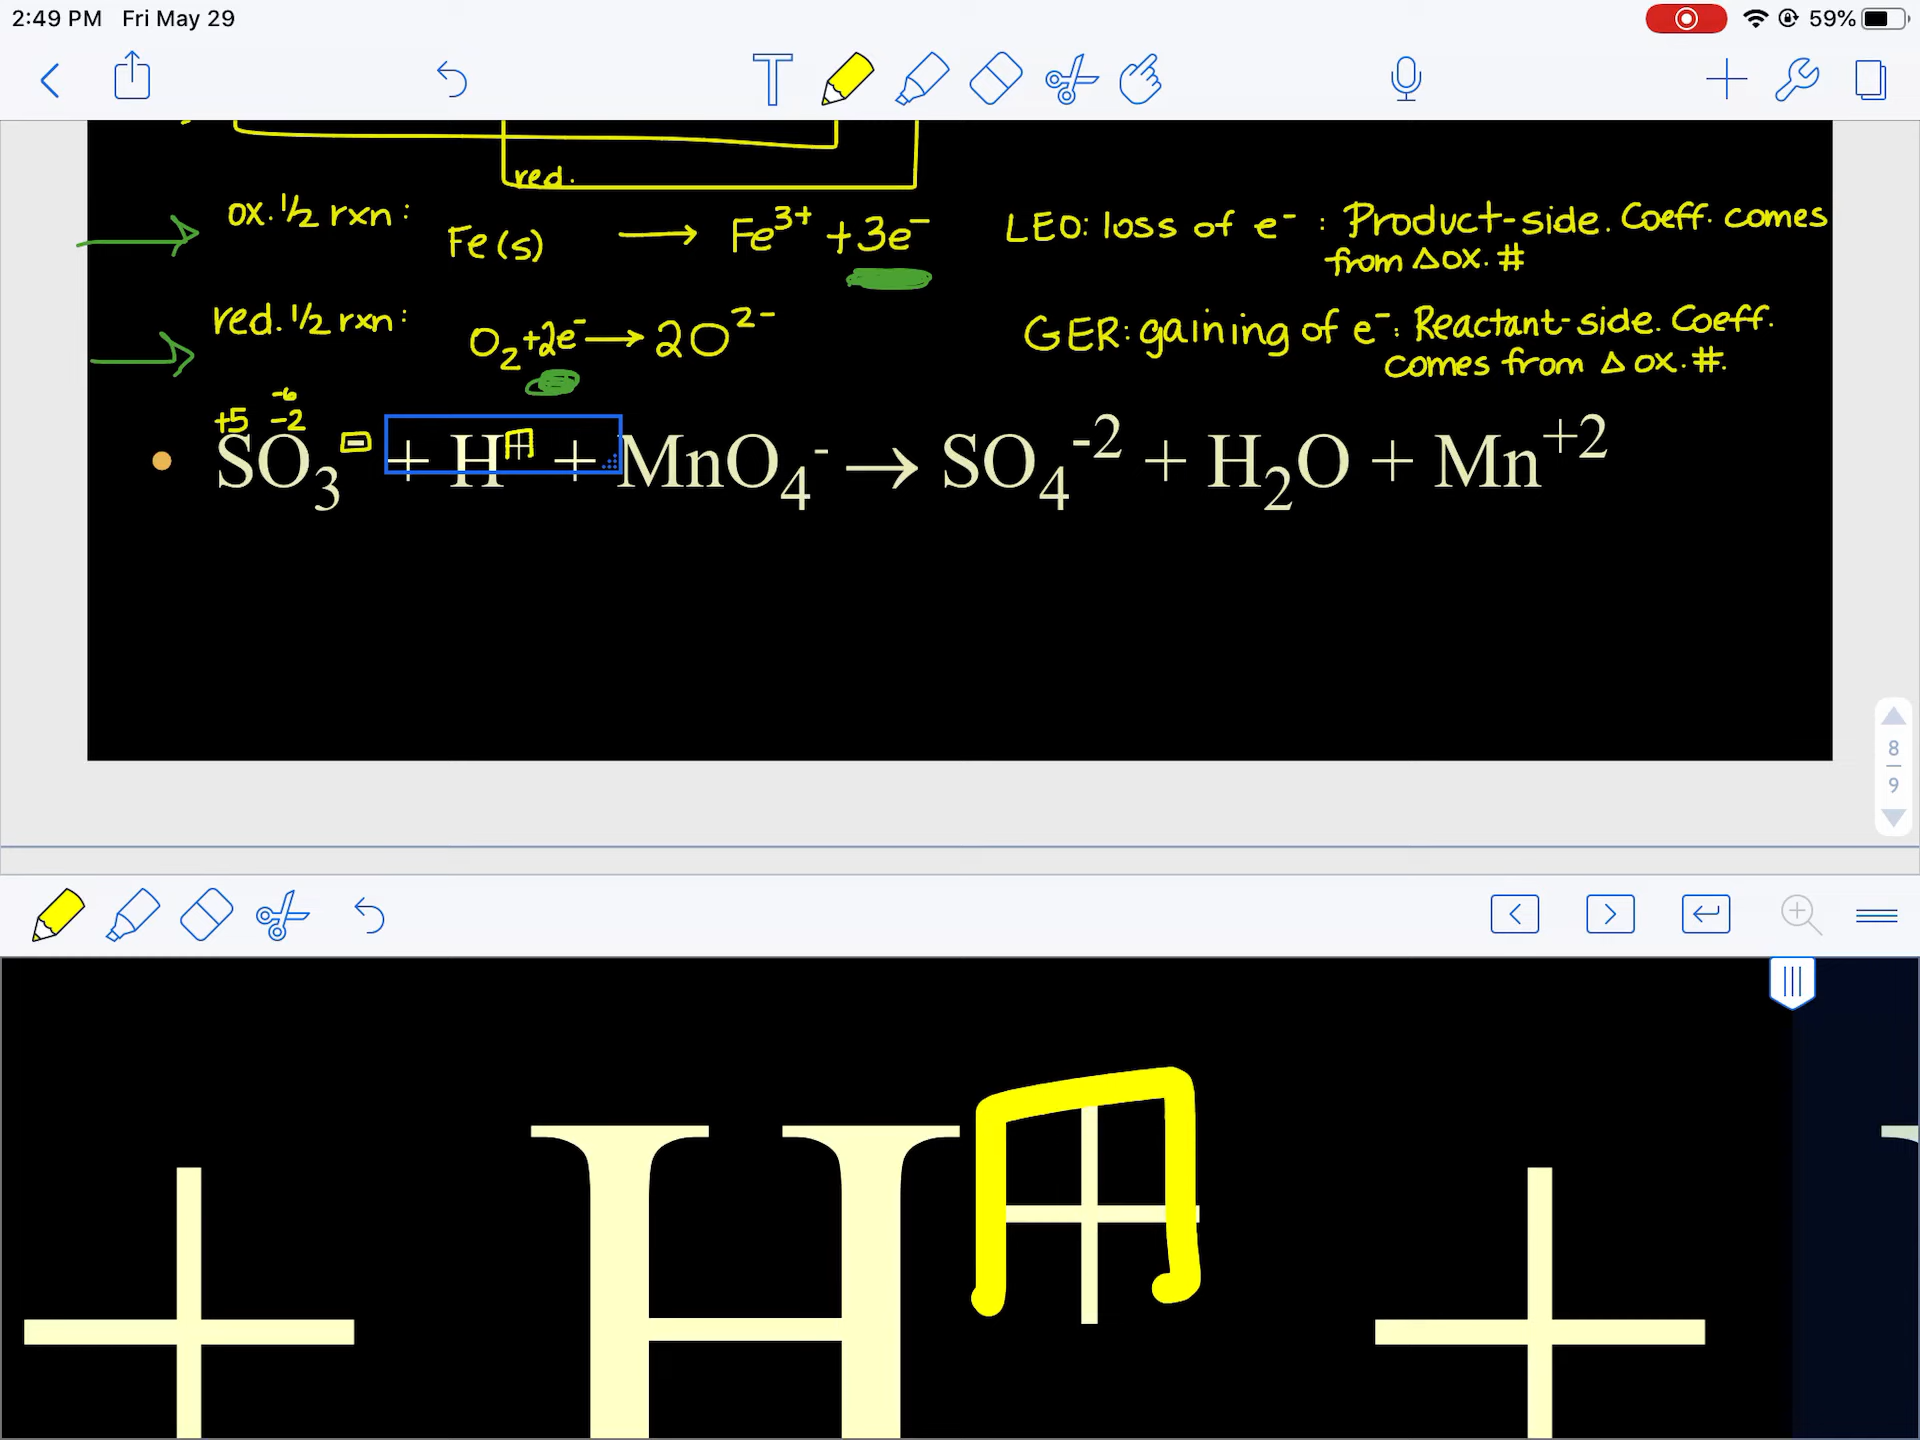 2:49 PM Fri May 29
59%
T
red.
ox. 1/2 rxn: Fe(s) → Fe³⁺ + 3e⁻ LEO: loss of e⁻ : Product-side. Coeff. comes
from Δox. #
red. 1/2 rxn: O₂+2e⁻ → 2O²⁻ GER: gaining of e⁻: Reactant-side. Coeff.
comes from Δ ox. #.
-6
+5 -2
• SO₃⁻ + H⁺ + MnO₄⁻ → SO₄⁻² + H₂O + Mn⁺²
8
9
+ H⁺ +